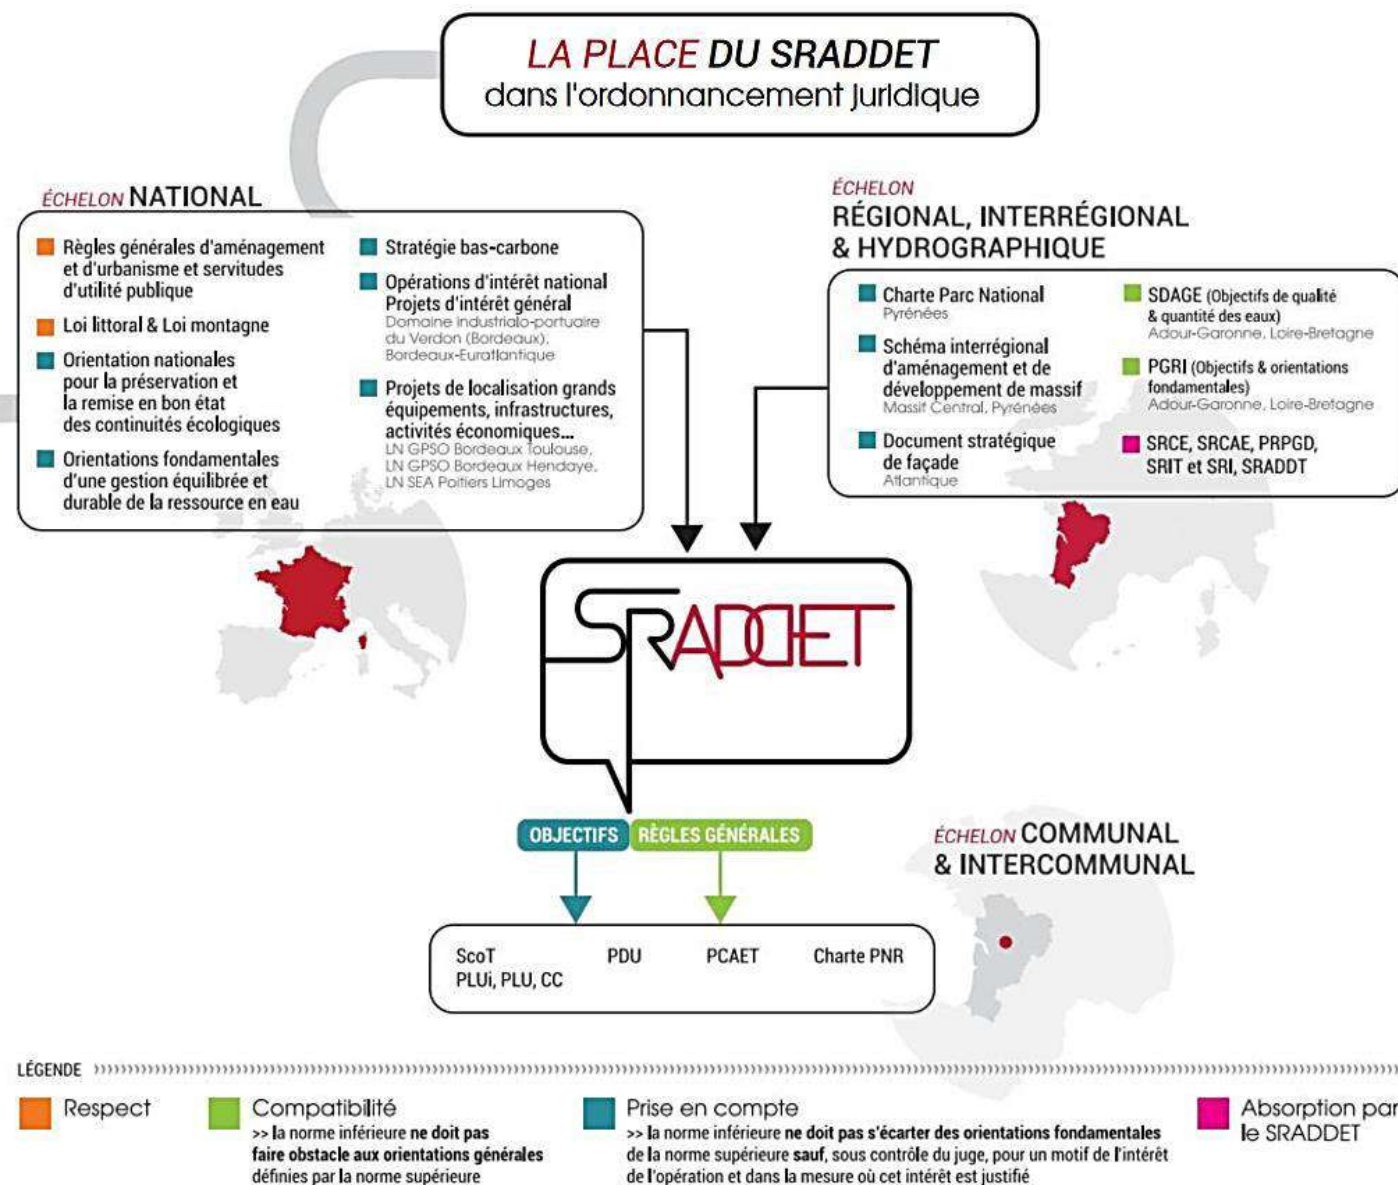 LA PLACE DU SRADDET
dans l'ordonnancement juridique
ÉCHELON NATIONAL
Règles générales d'aménagement
et d'urbanisme et servitudes
d'utilité publique
Loi littoral & Loi montagne
Orientation nationales
pour la préservation et
la remise en bon état
des continuités écologiques
Orientations fondamentales
d'une gestion équilibrée et
durable de la ressource en eau
Stratégie bas-carbone
Opérations d'intérêt national
Projets d'intérêt général
Domaine industrialo-portuaire
du Verdon (Bordeaux),
Bordeaux-Euratlantique
Projets de localisation grands
équipements, infrastructures,
activités économiques...
LN GPSO Bordeaux Toulouse,
LN GPSO Bordeaux Hendaye,
LN SEA Poitiers Limoges
ÉCHELON
RÉGIONAL, INTERRÉGIONAL
& HYDROGRAPHIQUE
Charte Parc National
Pyrénées
Schéma interrégional
d'aménagement et de
développement de massif
Massif Central, Pyrénées
Document stratégique
de façade
Atlantique
SDAGE (Objectifs de qualité
& quantité des eaux)
Adour-Garonne, Loire-Bretagne
PGRI (Objectifs & orientations
fondamentales)
Adour-Garonne, Loire-Bretagne
SRCE, SRCAE, PRPGD,
SRIT et SRI, SRADDT
SRADDET
OBJECTIFS RÈGLES GÉNÉRALES
ÉCHELON COMMUNAL
& INTERCOMMUNAL
ScoT PDU PCAET Charte PNR
PLUi, PLU, CC
LÉGENDE
Respect
Compatibilité
>> la norme inférieure ne doit pas
faire obstacle aux orientations générales
définies par la norme supérieure
Prise en compte
>> la norme inférieure ne doit pas s'écarter des orientations fondamentales
de la norme supérieure sauf, sous contrôle du juge, pour un motif de l'intérêt
de l'opération et dans la mesure où cet intérêt est justifié
Absorption par
le SRADDET